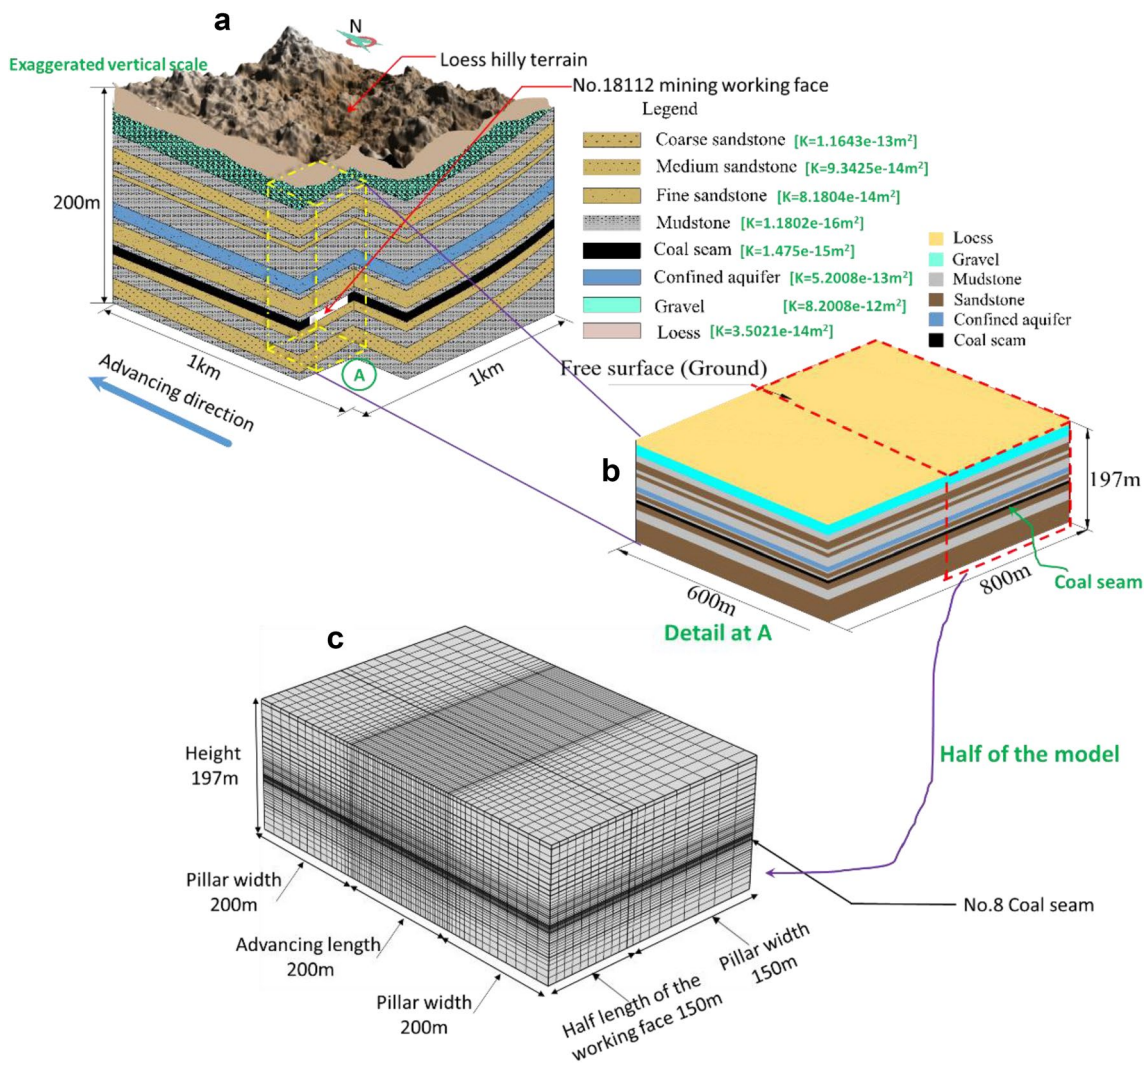 a
N
Exaggerated vertical scale
Loess hilly terrain
No.18112 mining working face
Legend
Coarse sandstone [K=1.1643e-13m²]
Medium sandstone [K=9.3425e-14m²]
Fine sandstone [K=8.1804e-14m²]
Mudstone [K=1.1802e-16m²]
Coal seam [K=1.475e-15m²]
Confined aquifer [K=5.2008e-13m²]
Gravel [K=8.2008e-12m²]
Loess [K=3.5021e-14m²]
200m
1km
1km
A
Advancing direction
Loess
Gravel
Mudstone
Sandstone
Confined aquifer
Coal seam
Free surface (Ground)
b
197m
Coal seam
800m
600m
Detail at A
c
Height
197m
Half of the model
Pillar width
200m
Advancing length
200m
Pillar width
200m
No.8 Coal seam
Pillar width
150m
Half length of the
working face 150m